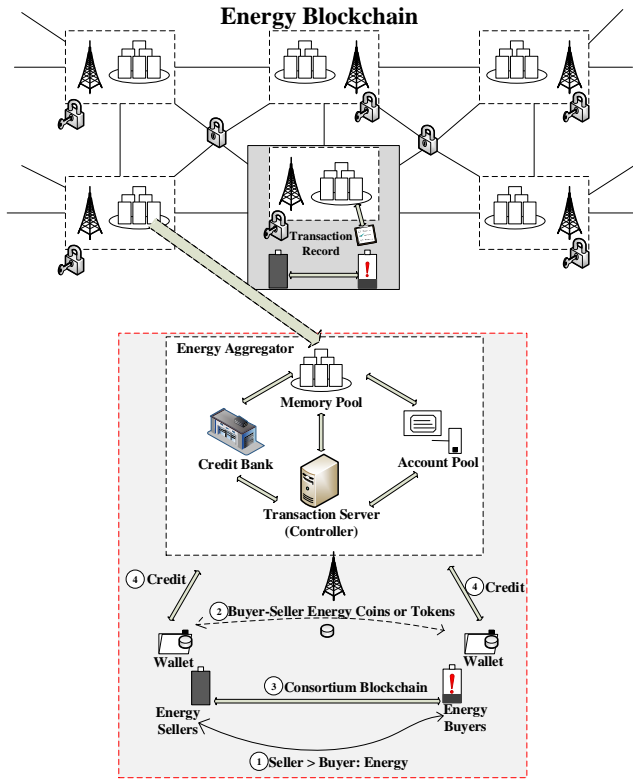 Energy Blockchain
Transaction
Record
Energy Aggregator
Memory Pool
Credit Bank
Account Pool
Transaction Server
(Controller)
4 Credit
4 Credit
2 Buyer-Seller Energy Coins or Tokens
Wallet
Wallet
3 Consortium Blockchain
Energy
Sellers
Energy
Buyers
1 Seller > Buyer: Energy